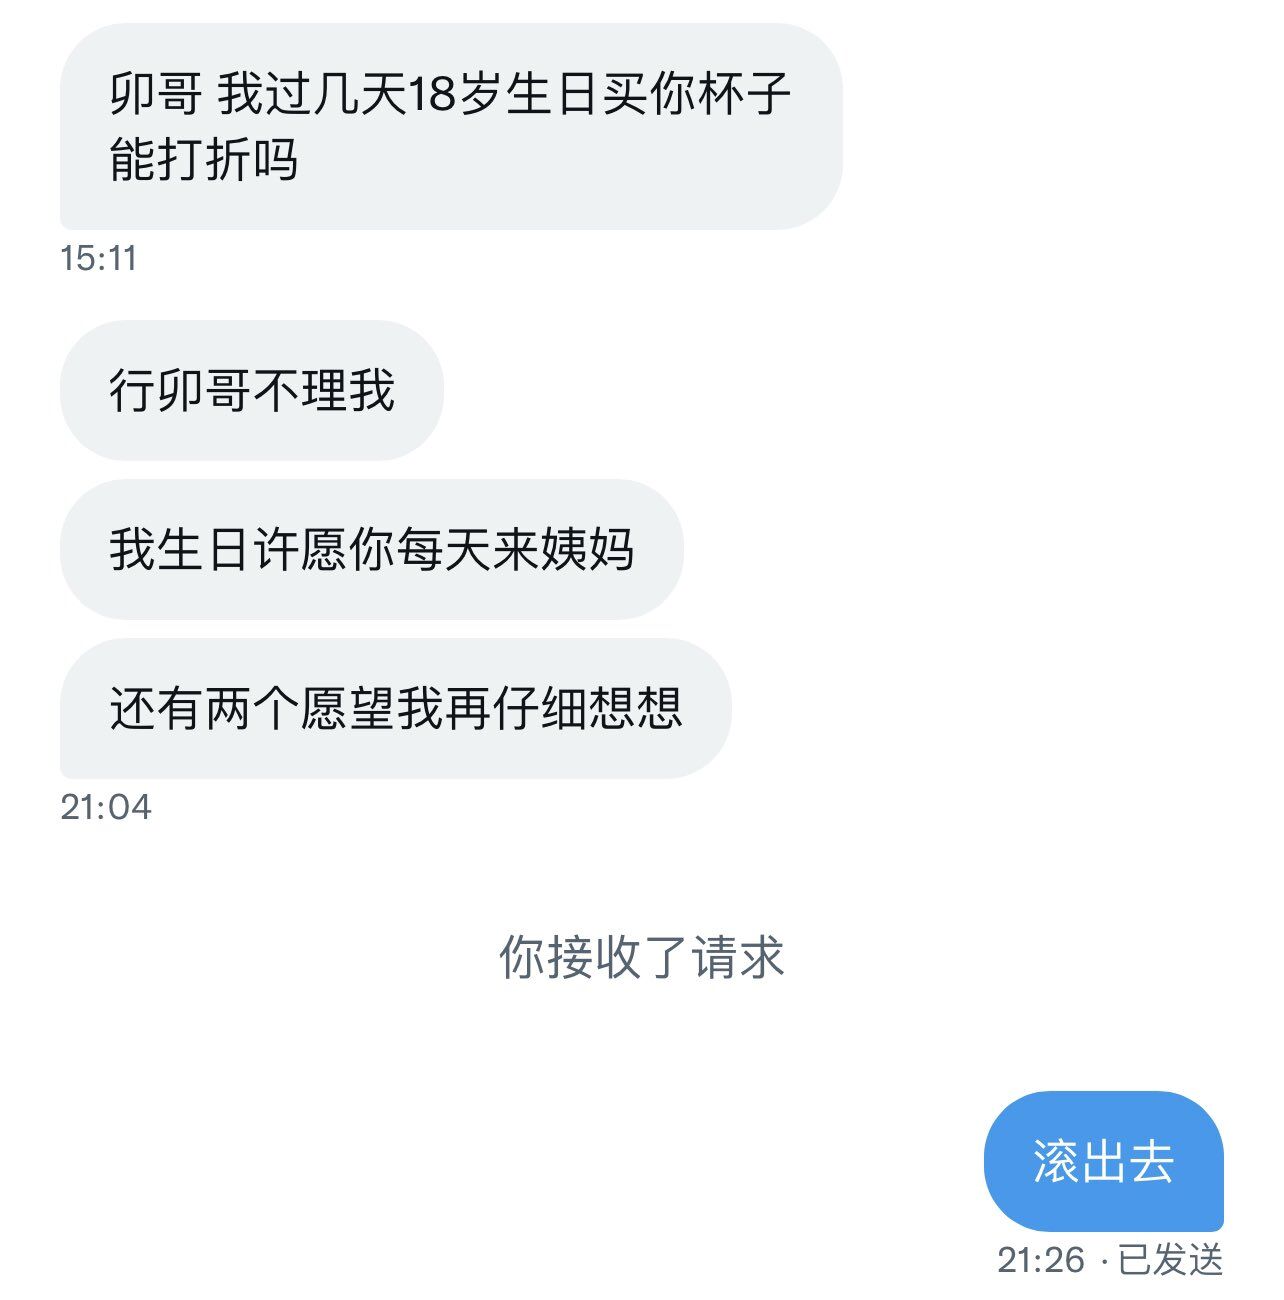 卯哥 我过几天18岁生日买你杯子
能打折吗
15:11
行卯哥不理我
我生日许愿你每天来姨妈
还有两个愿望我再仔细想想
21:04
你接收了请求
滚出去
21:26 · 已发送